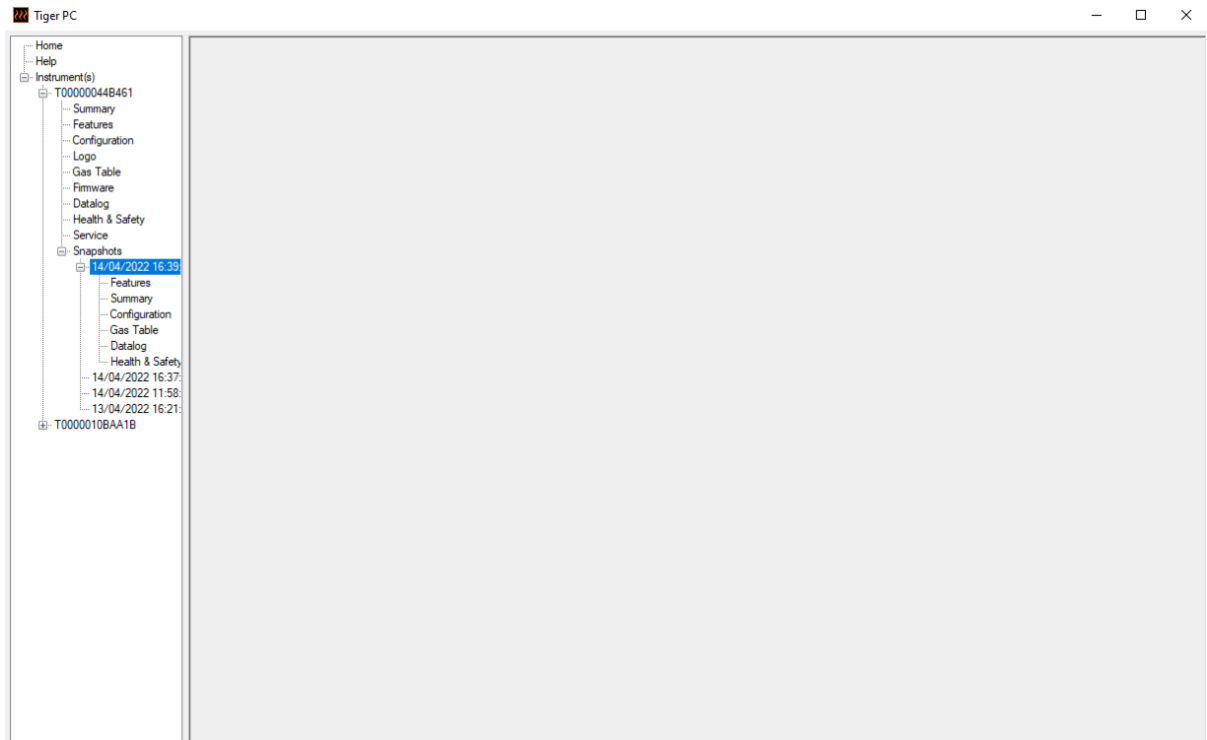 Tiger PC
Home
Help
Instrument(s)
T00000044B461
Summary
Features
Configuration
Logo
Gas Table
Firmware
Datalog
Health & Safety
Service
Snapshots
14/04/2022 16:39:
Features
Summary
Configuration
Gas Table
Datalog
Health & Safety
14/04/2022 16:37:
14/04/2022 11:58:
13/04/2022 16:21:
T0000010BAA1B